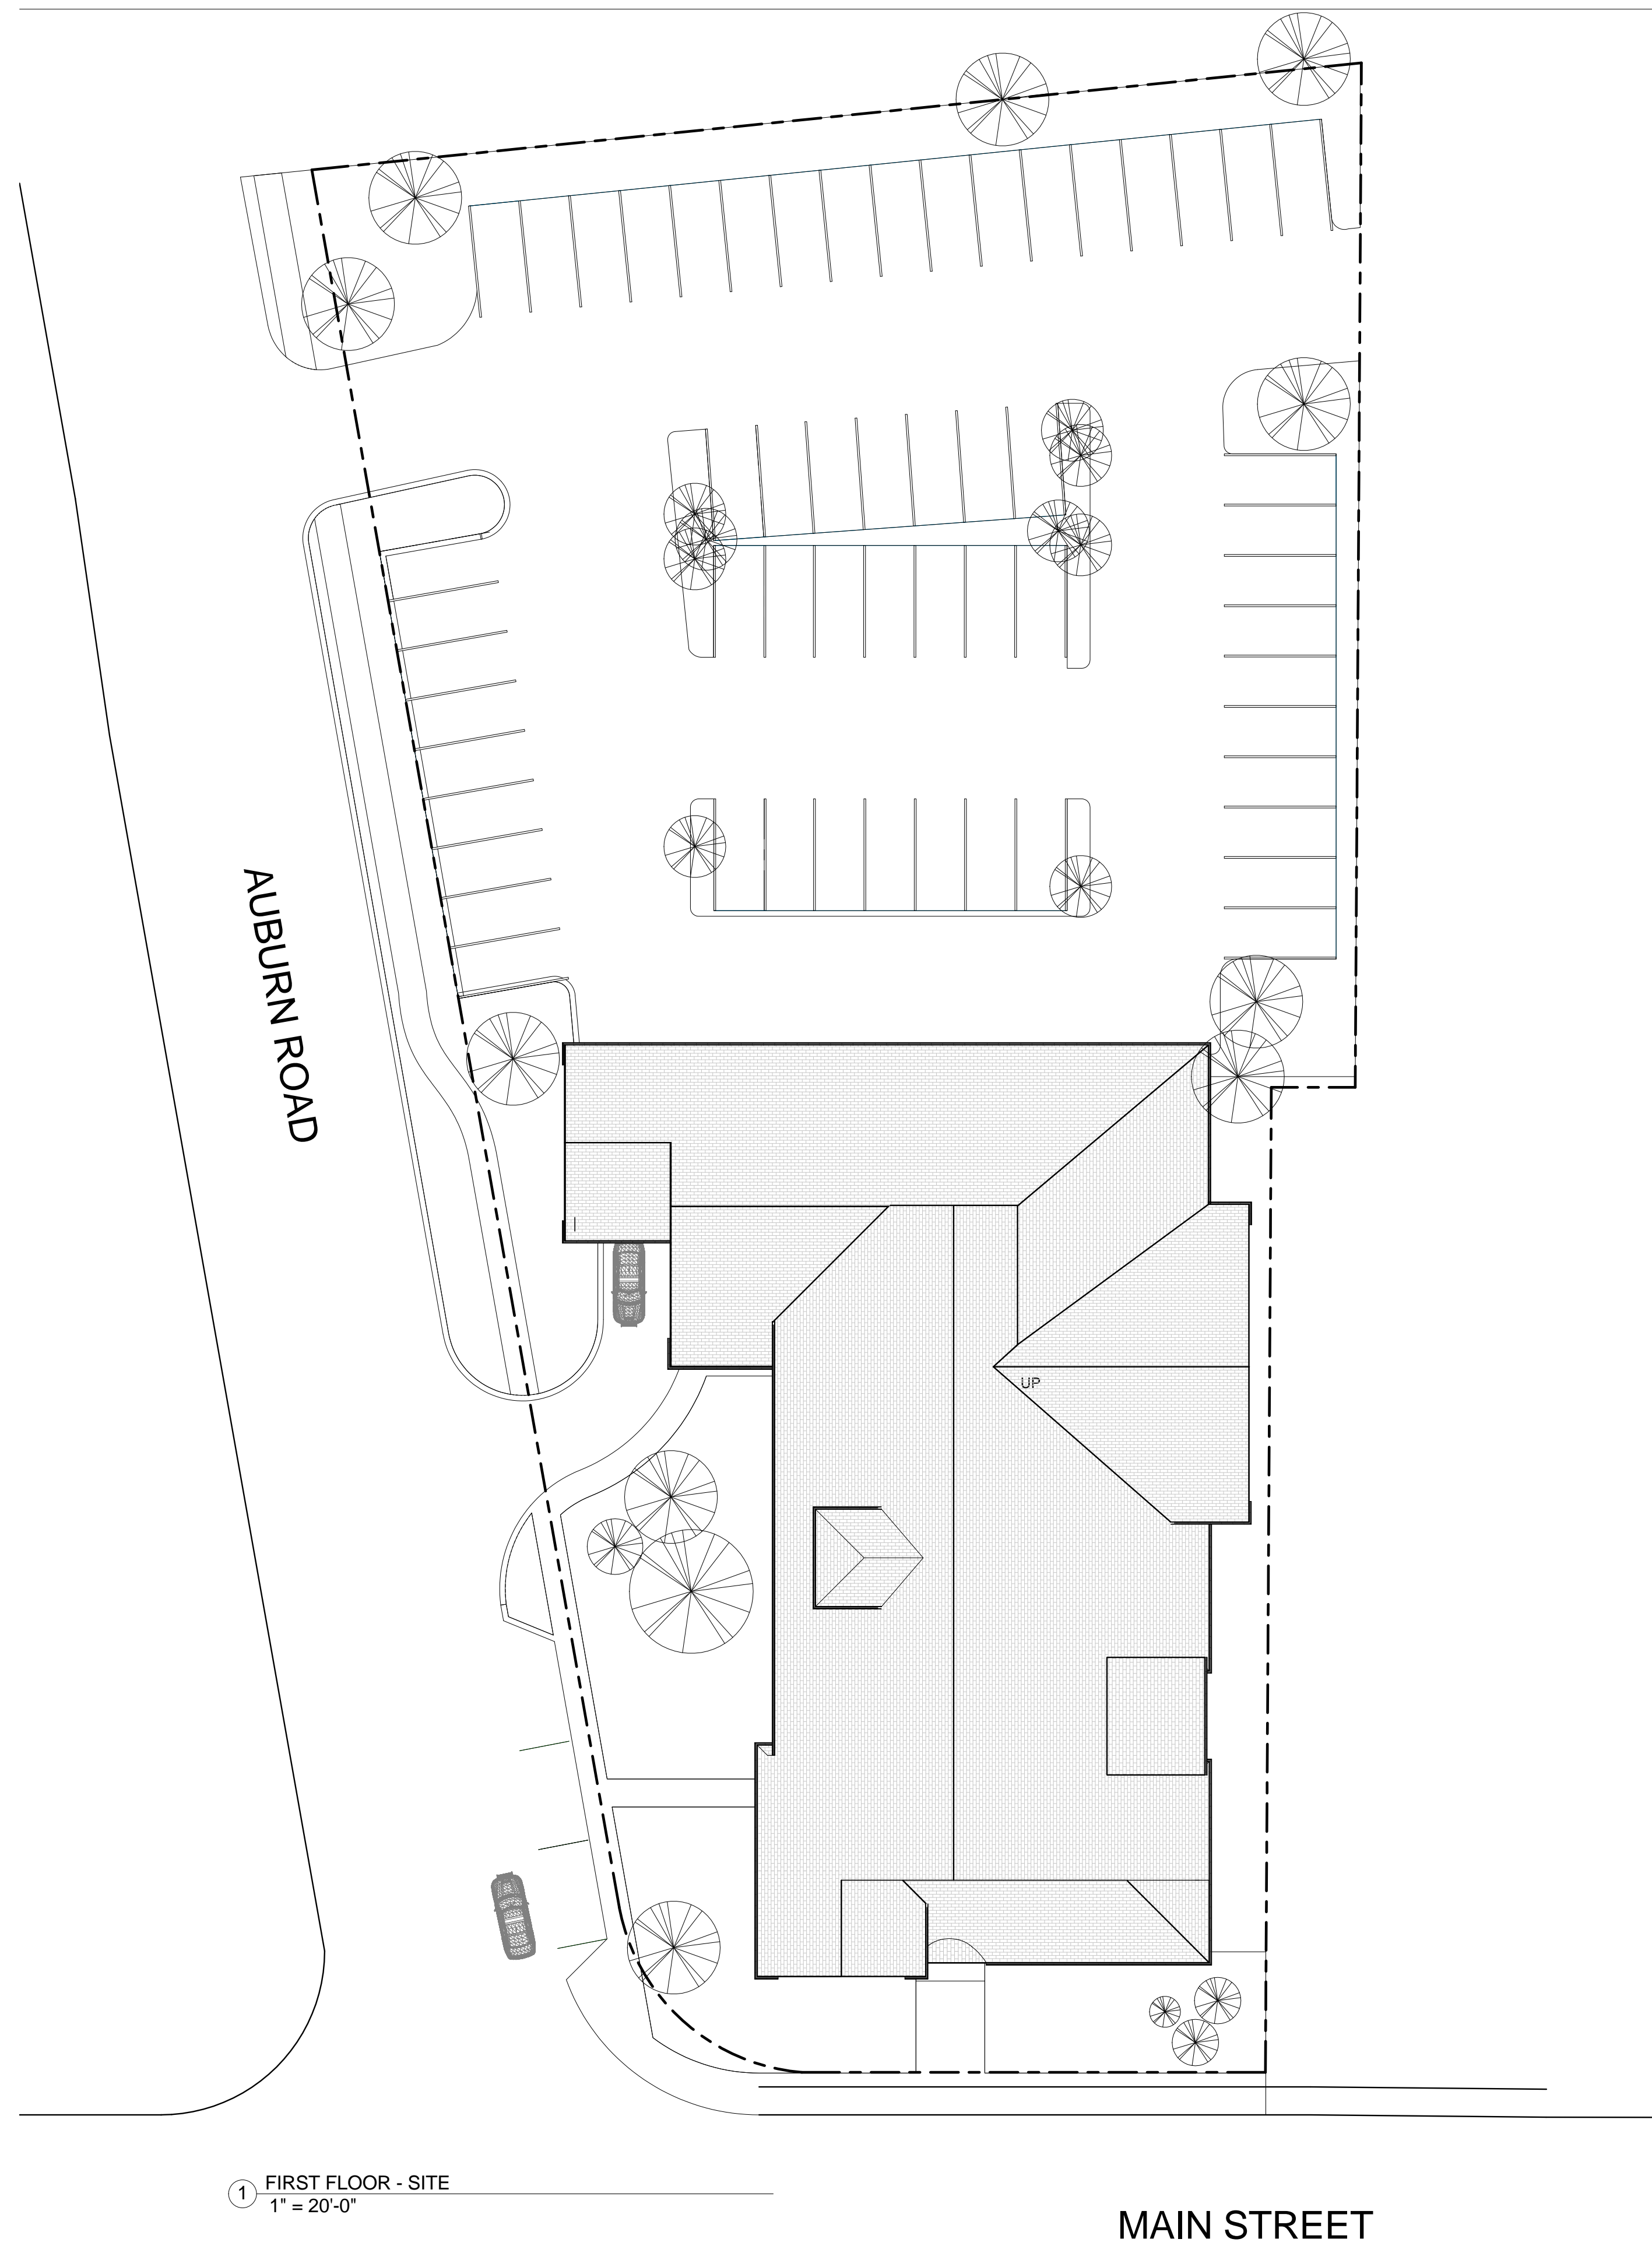 AUBURN ROAD
UP
1
FIRST FLOOR - SITE
1" = 20'-0"
MAIN STREET